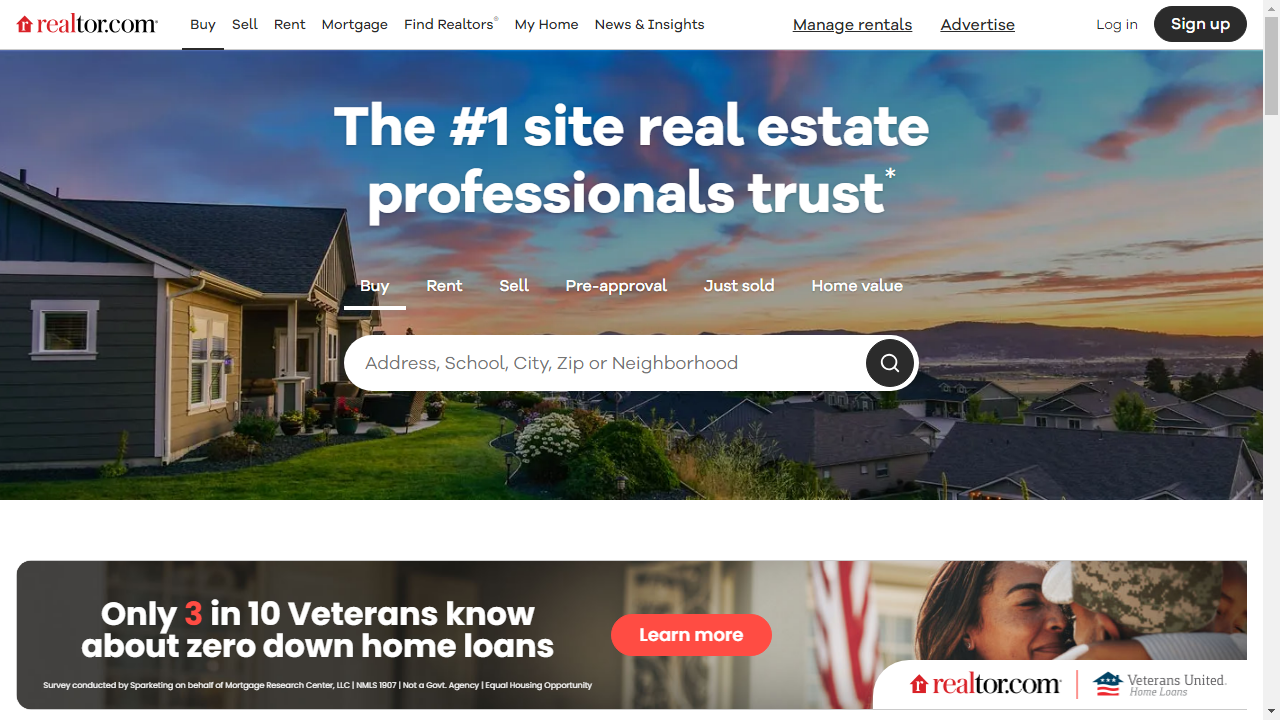 realtor.com®
Buy Sell Rent Mortgage Find Realtors® My Home News & Insights Manage rentals Advertise Log in Sign up
The #1 site real estate
professionals trust*
Buy Rent Sell Pre-approval Just sold Home value
Address, School, City, Zip or Neighborhood
Only 3 in 10 Veterans know
about zero down home loans
Learn more
Survey conducted by Sparketing on behalf of Mortgage Research Center, LLC | NMLS 1907 | Not a Govt. Agency | Equal Housing Opportunity
realtor.com® Veterans United.
Home Loans